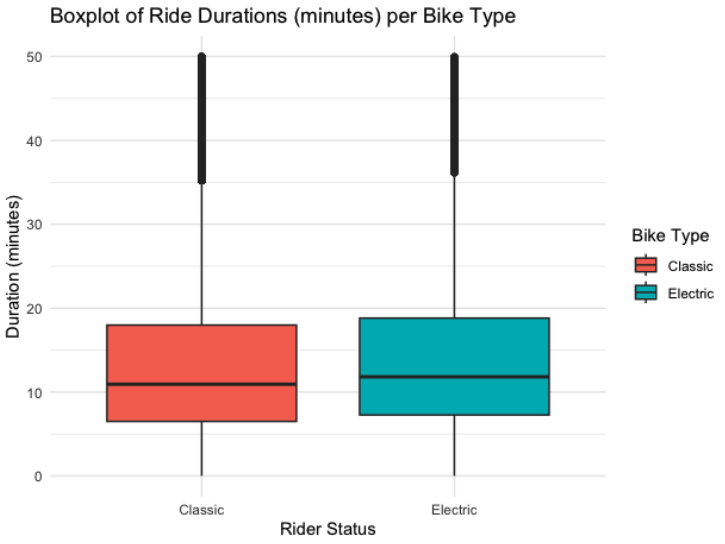 Boxplot of Ride Durations (minutes) per Bike Type
Duration (minutes)
50
40
30
20
10
0
Classic
Electric
Rider Status
Bike Type
Classic
Electric